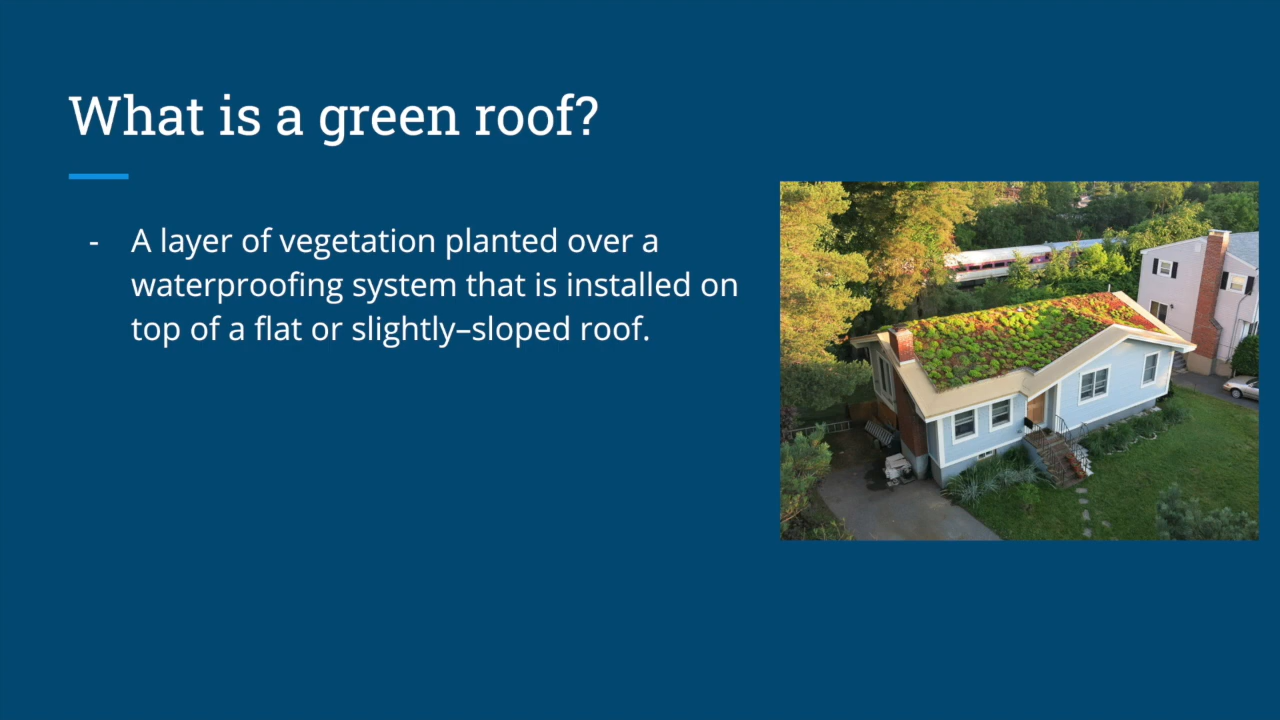 What is a green roof?
- A layer of vegetation planted over a
waterproofing system that is installed on
top of a flat or slightly–sloped roof.